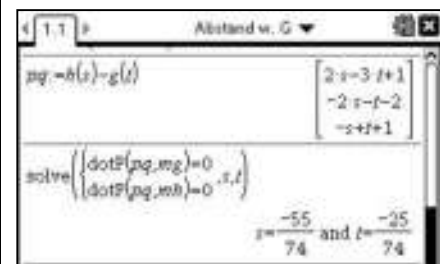 1.1
Abstand w. G
pq:=h(s)−g(t)
[2·s−3·t+1
−2·s−t−2
−s+t+1]
solve({dotP(pq,mg)=0
dotP(pq,mh)=0 ,s,t)
s=−55/74 and t=−25/74